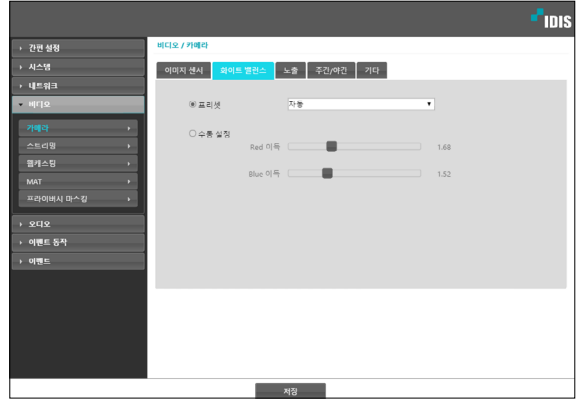 IDIS
간편 설정
시스템
네트워크
비디오
카메라
스트리밍
웹캐스팅
MAT
프라이버시 마스킹
오디오
이벤트 동작
이벤트
비디오 / 카메라
이미지 센서 화이트 밸런스 노출 주간/야간 기타
프리셋 자동
수동 설정
Red 이득 1.68
Blue 이득 1.52
저장